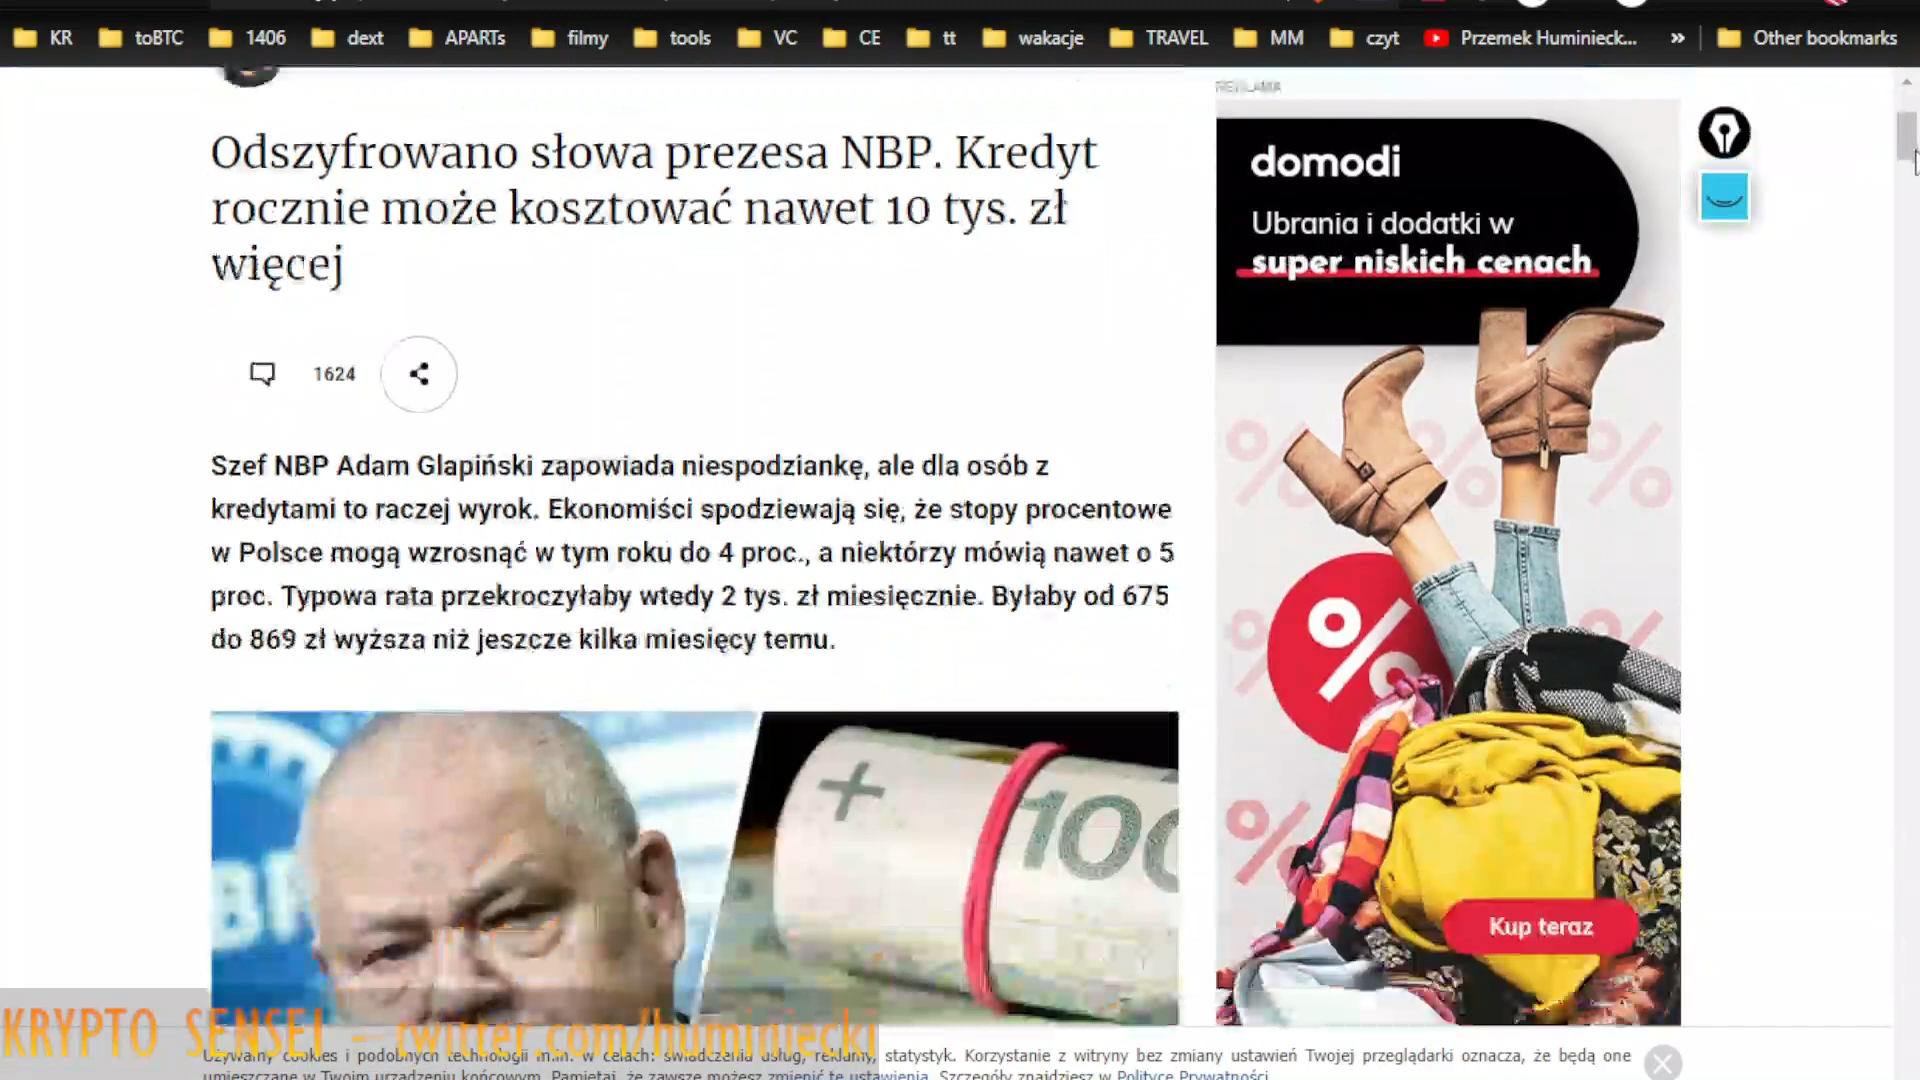 KR toBTC 1406 dext APARTs filmy tools VC CE tt wakacje TRAVEL MM czyt Przemek Huminieck... » Other bookmarks
REKLAMA
Odszyfrowano słowa prezesa NBP. Kredyt
rocznie może kosztować nawet 10 tys. zł
więcej
1624
Szef NBP Adam Glapiński zapowiada niespodziankę, ale dla osób z
kredytami to raczej wyrok. Ekonomiści spodziewają się, że stopy procentowe
w Polsce mogą wzrosnąć w tym roku do 4 proc., a niektórzy mówią nawet o 5
proc. Typowa rata przekroczyłaby wtedy 2 tys. zł miesięcznie. Byłaby od 675
do 869 zł wyższa niż jeszcze kilka miesięcy temu.
domodi
Ubrania i dodatki w
super niskich cenach
%
Kup teraz
+ 100
KRYPTO SENSEI - twitter.com/huminiecki
Używamy cookies i podobnych technologii m.in. w celach: świadczenia usług, reklamy, statystyk. Korzystanie z witryny bez zmiany ustawień Twojej przeglądarki oznacza, że będą one
umieszczane w Twoim urządzeniu końcowym. Pamiętaj, że zawsze możesz zmienić te ustawienia. Szczegóły znajdziesz w Polityce Prywatności.